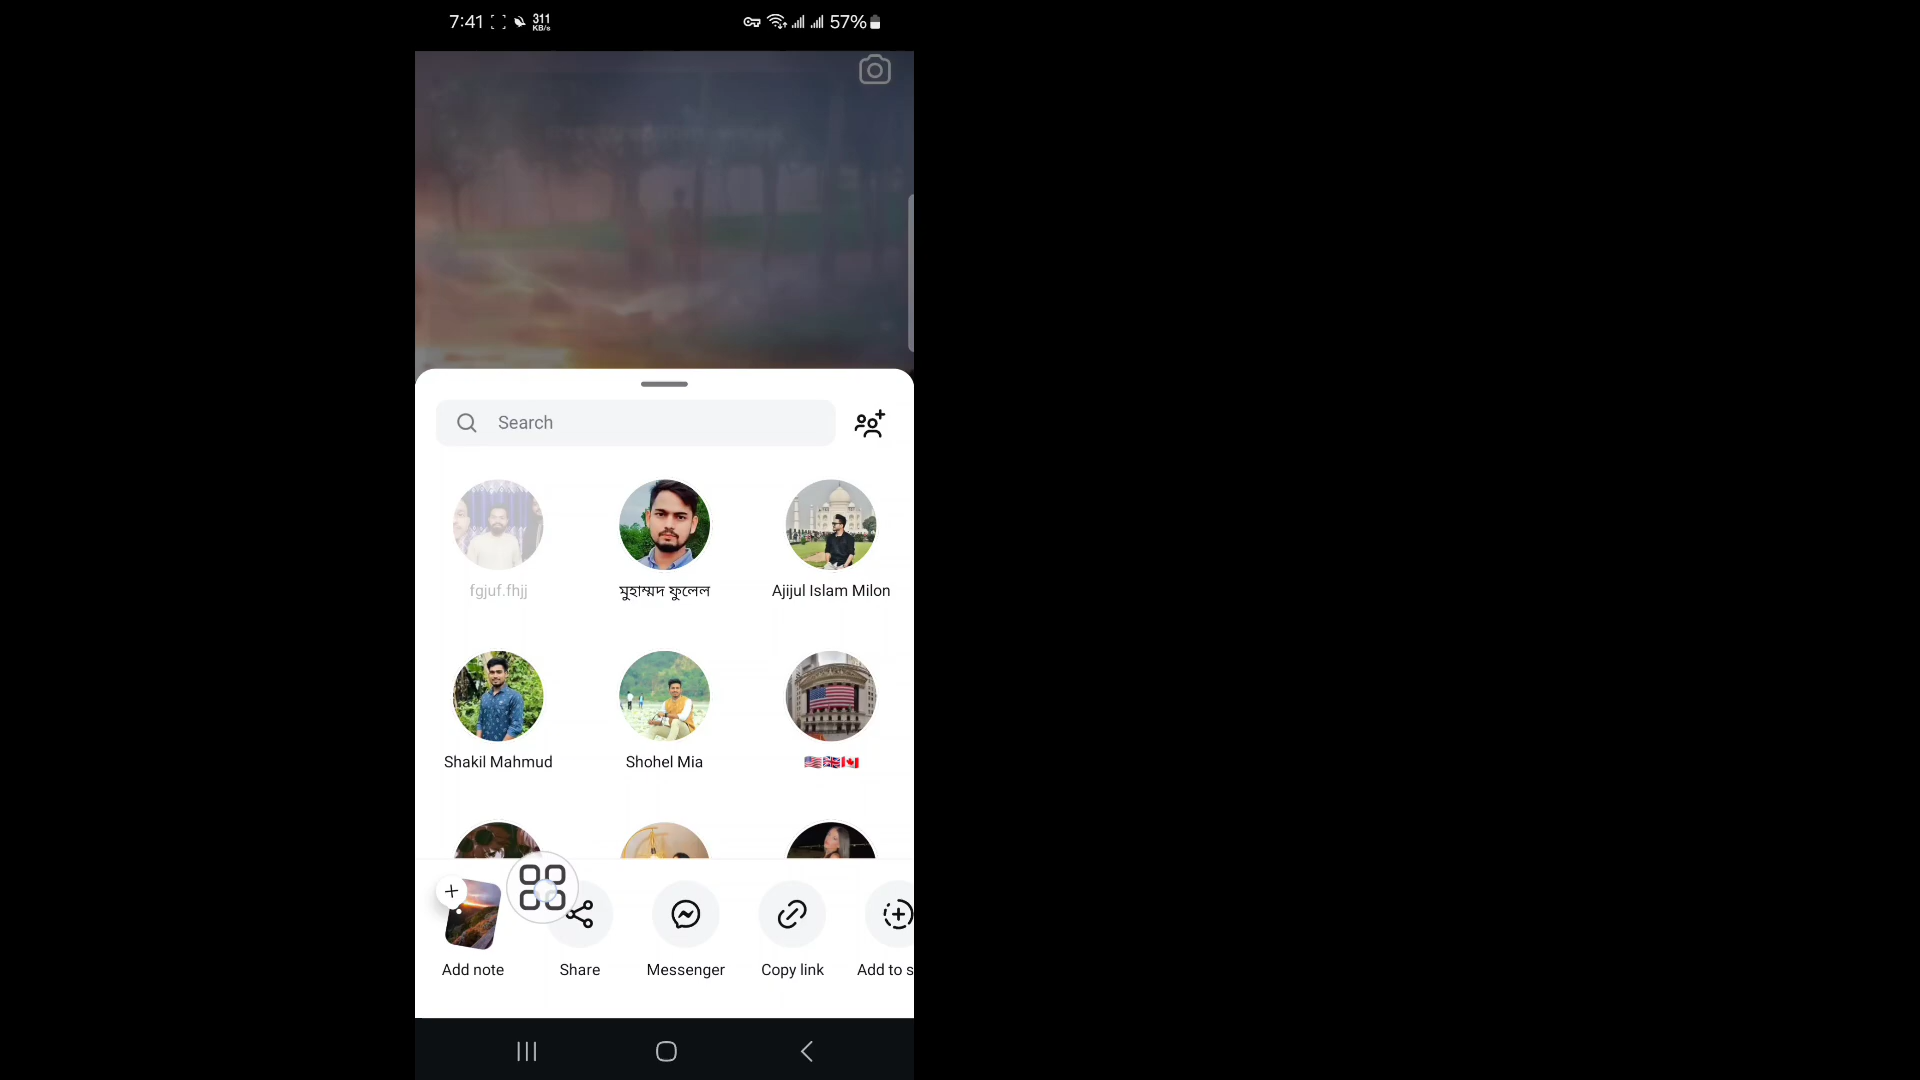 7:41
311
KB/s
57%
Search
fgjuf.fhjj
মুহাম্মদ ফুলেল
Ajijul Islam Milon
Shakil Mahmud
Shohel Mia
🇺🇸🇬🇧🇨🇦
Add note
Share
Messenger
Copy link
Add to s